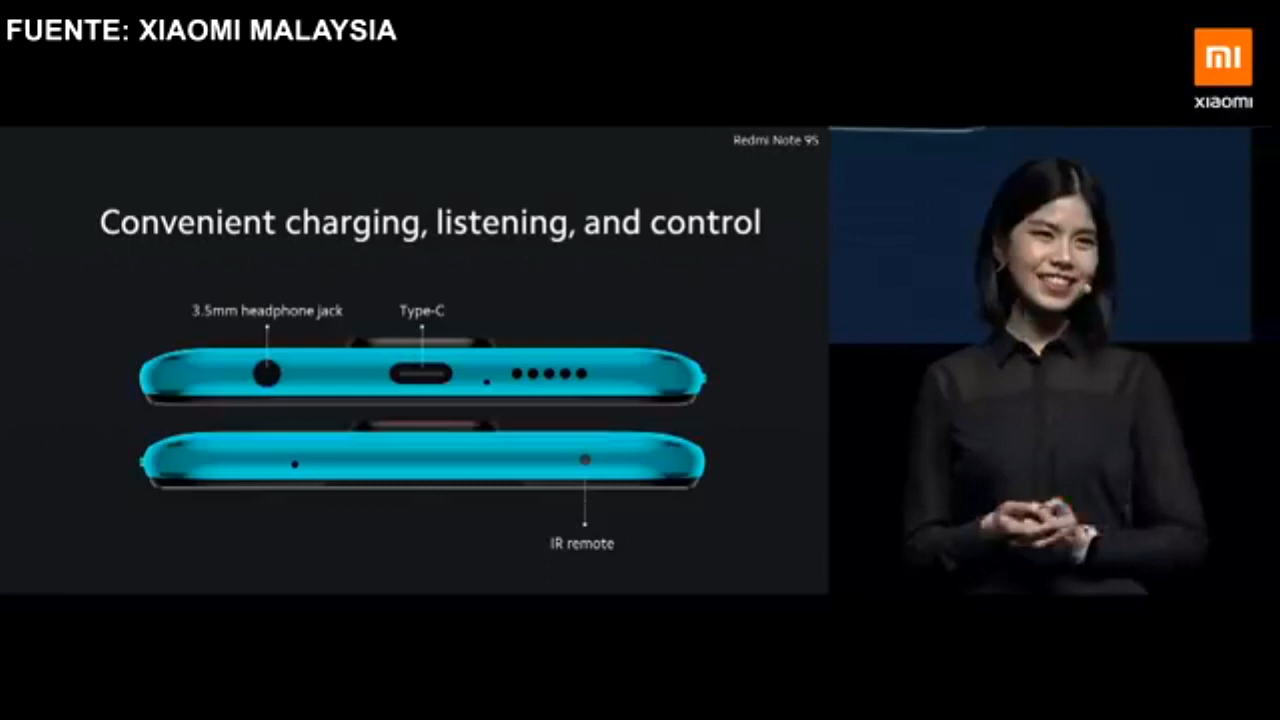 FUENTE: XIAOMI MALAYSIA
xiaomi
Redmi Note 9S
Convenient charging, listening, and control
3.5mm headphone jack
Type-C
IR remote